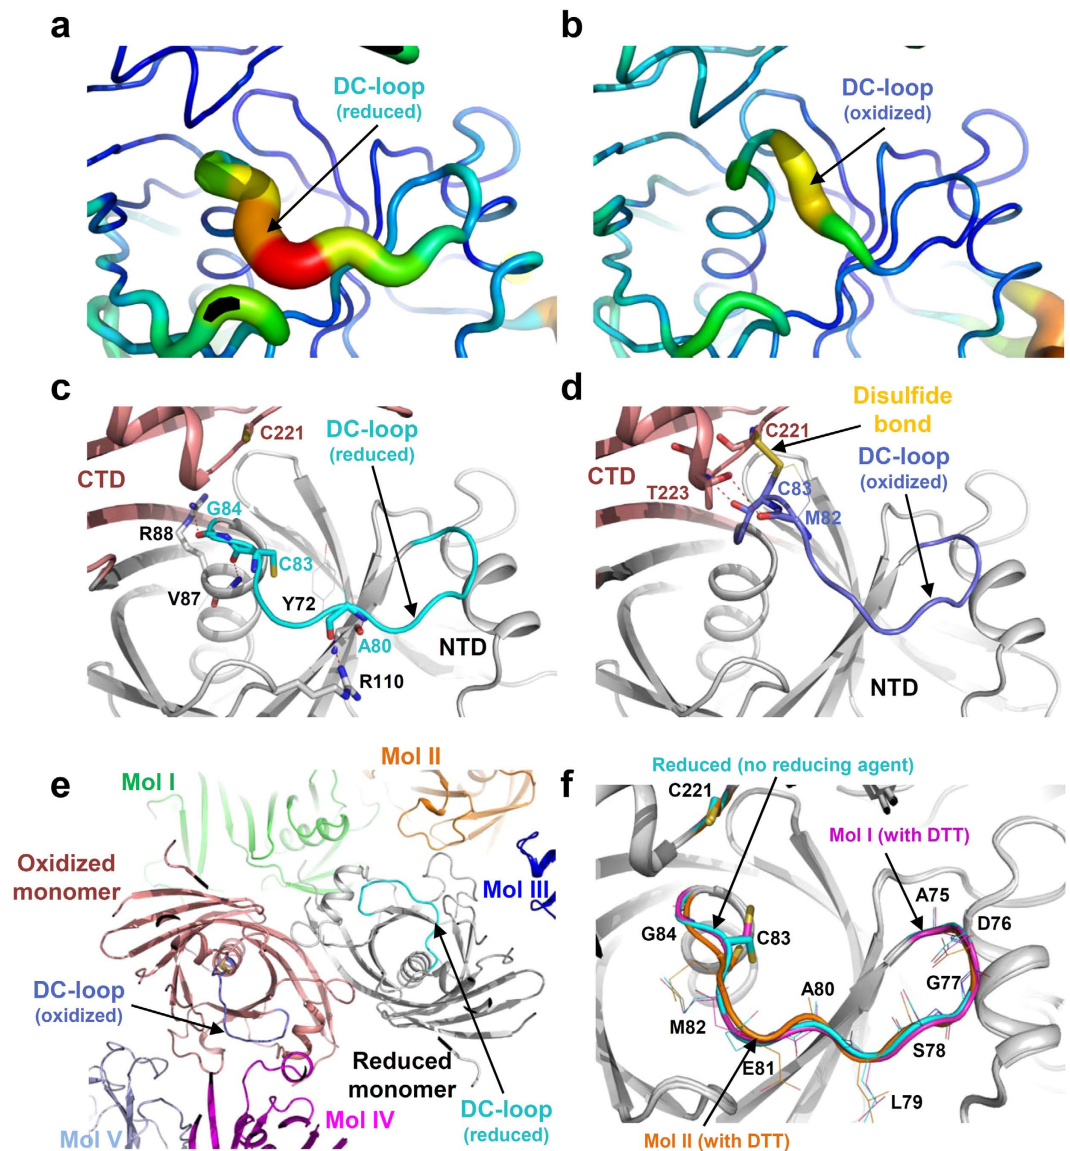 a
DC-loop
(reduced)
b
DC-loop
(oxidized)
c
C221
DC-loop
(reduced)
CTD
G84
R88
C83
V87
Y72
A80
NTD
R110
d
Disulfide
bond
C221
DC-loop
(oxidized)
CTD
T223
C83
M82
NTD
e
Mol I
Mol II
Oxidized
monomer
Mol III
DC-loop
(oxidized)
Reduced
monomer
Mol V
Mol IV
DC-loop
(reduced)
f
Reduced (no reducing agent)
C221
Mol I (with DTT)
A75
D76
G84
C83
G77
A80
M82
S78
E81
L79
Mol II (with DTT)